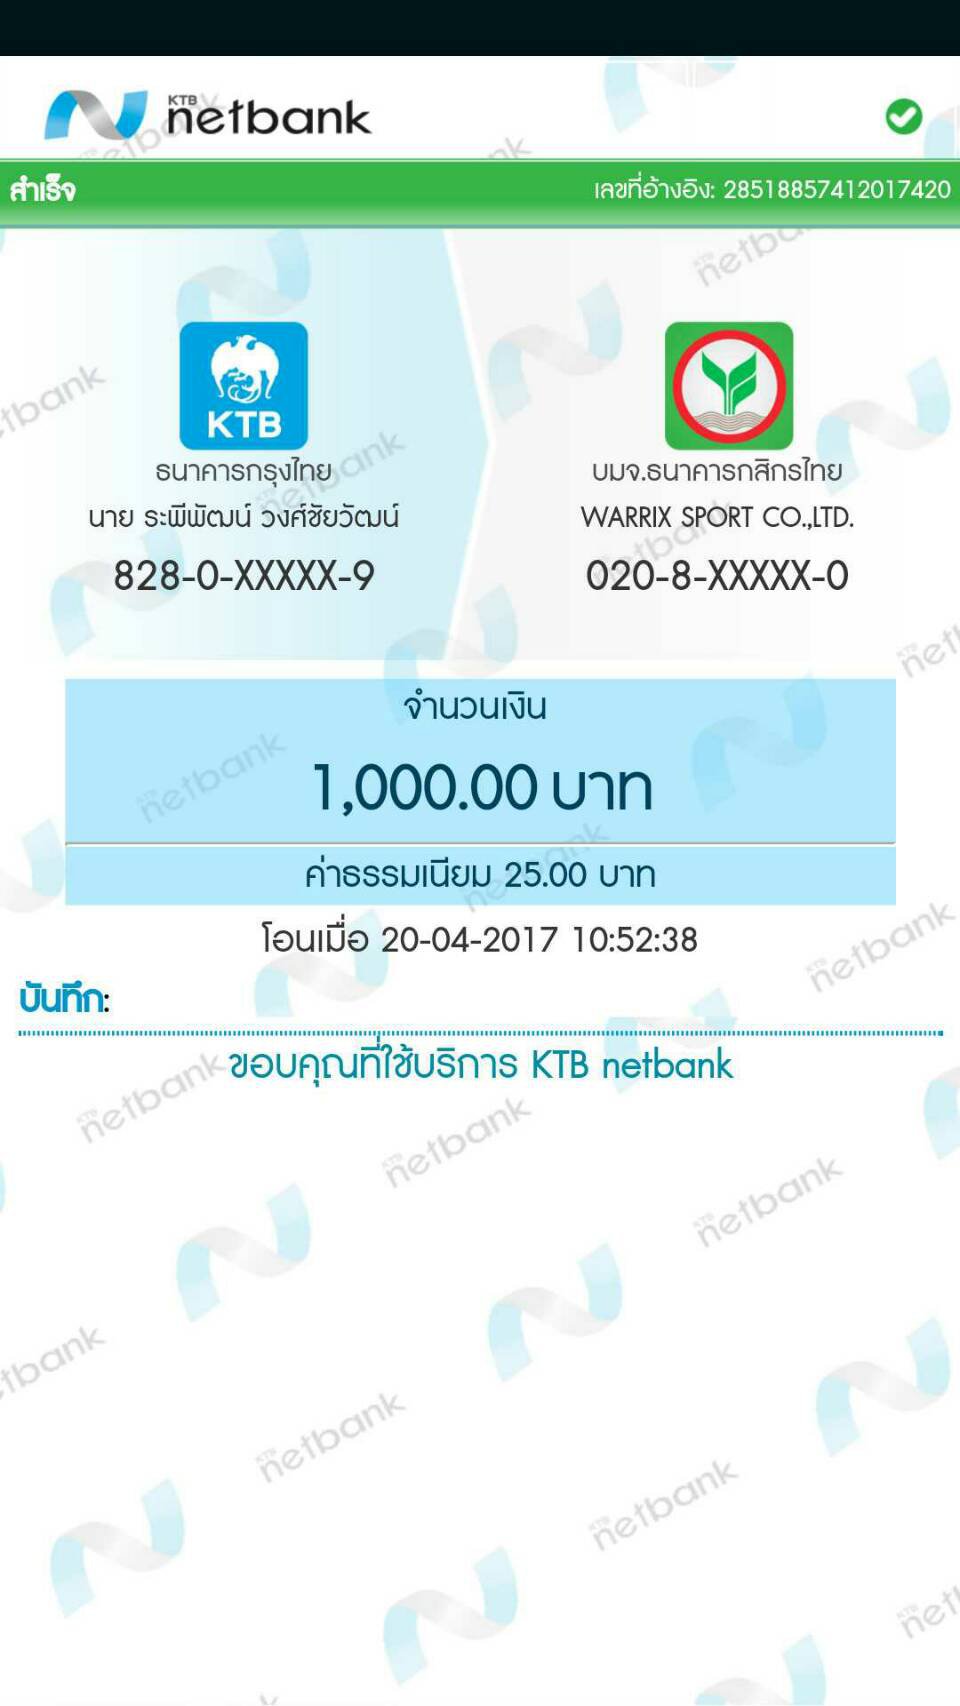 KTB netbank
สำเร็จ เลขที่อ้างอิง: 28518857412017420
KTB
ธนาคารกรุงไทย
นาย ระพีพัฒน์ วงศ์ชัยวัฒน์
828-0-XXXXX-9
บมจ.ธนาคารกสิกรไทย
WARRIX SPORT CO.,LTD.
020-8-XXXXX-0
จำนวนเงิน
1,000.00 บาท
ค่าธรรมเนียม 25.00 บาท
โอนเมื่อ 20-04-2017 10:52:38
บันทึก:
ขอบคุณที่ใช้บริการ KTB netbank